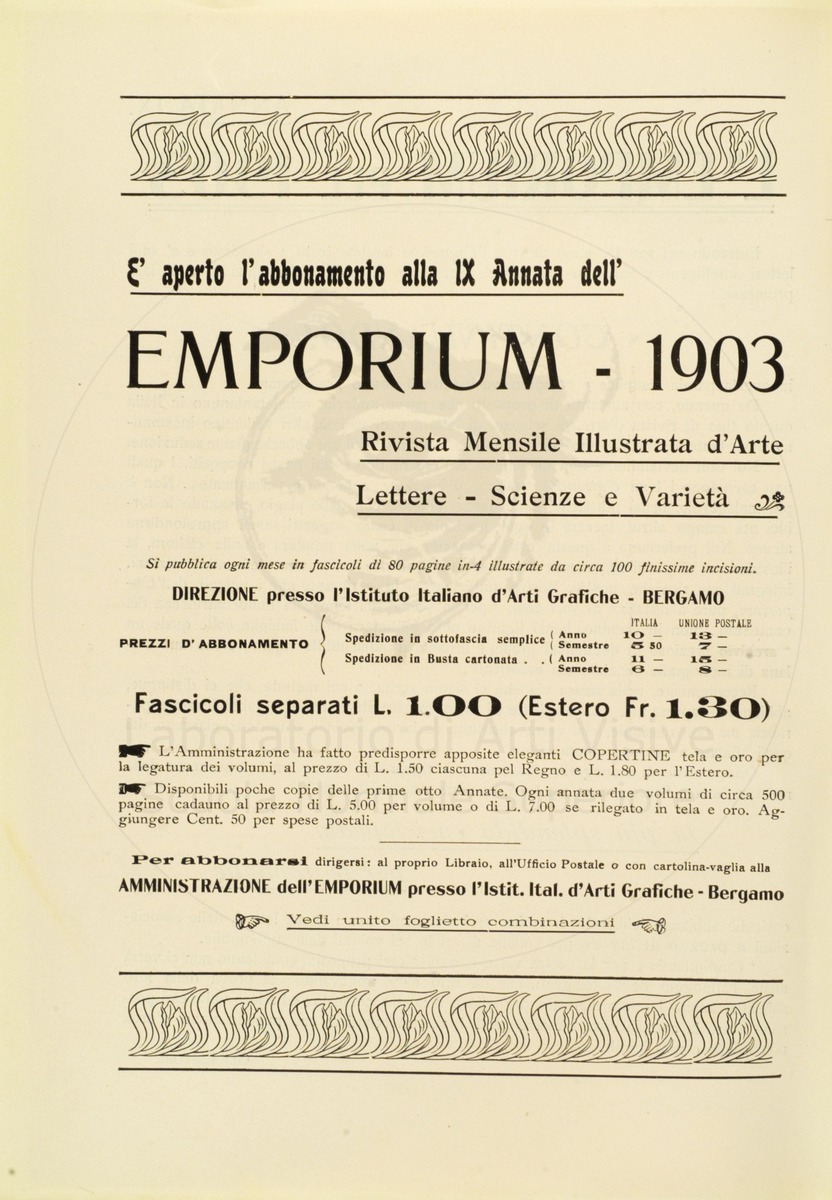 E' aperto l'abbonamento alla IX Annata dell'
EMPORIUM - 1903
Rivista Mensile Illustrata d'Arte
Lettere - Scienze e Varietà
Si pubblica ogni mese in fascicoli di 80 pagine in-4 illustrate da circa 100 finissime incisioni.
DIREZIONE presso l'Istituto Italiano d'Arti Grafiche - BERGAMO
ITALIA UNIONE POSTALE
PREZZI D'ABBONAMENTO { Spedizione in sottofascia semplice ( Anno 10 — 13 —
( Semestre 5 50 7 —
Spedizione in Busta cartonata . . ( Anno 11 — 15 —
Semestre 6 — 8 —
Fascicoli separati L. 1.00 (Estero Fr. 1.30)
Laboratorio di Arti Visive
L'Amministrazione ha fatto predisporre apposite eleganti COPERTINE tela e oro per
la legatura dei volumi, al prezzo di L. 1.50 ciascuna pel Regno e L. 1.80 per l'Estero.
Disponibili poche copie delle prime otto Annate. Ogni annata due volumi di circa 500
pagine cadauno al prezzo di L. 5.00 per volume o di L. 7.00 se rilegato in tela e oro. Ag-
giungere Cent. 50 per spese postali.
Per abbonarsi dirigersi: al proprio Libraio, all'Ufficio Postale o con cartolina-vaglia alla
AMMINISTRAZIONE dell'EMPORIUM presso l'Istit. Ital. d'Arti Grafiche - Bergamo
Vedi unito foglietto combinazioni